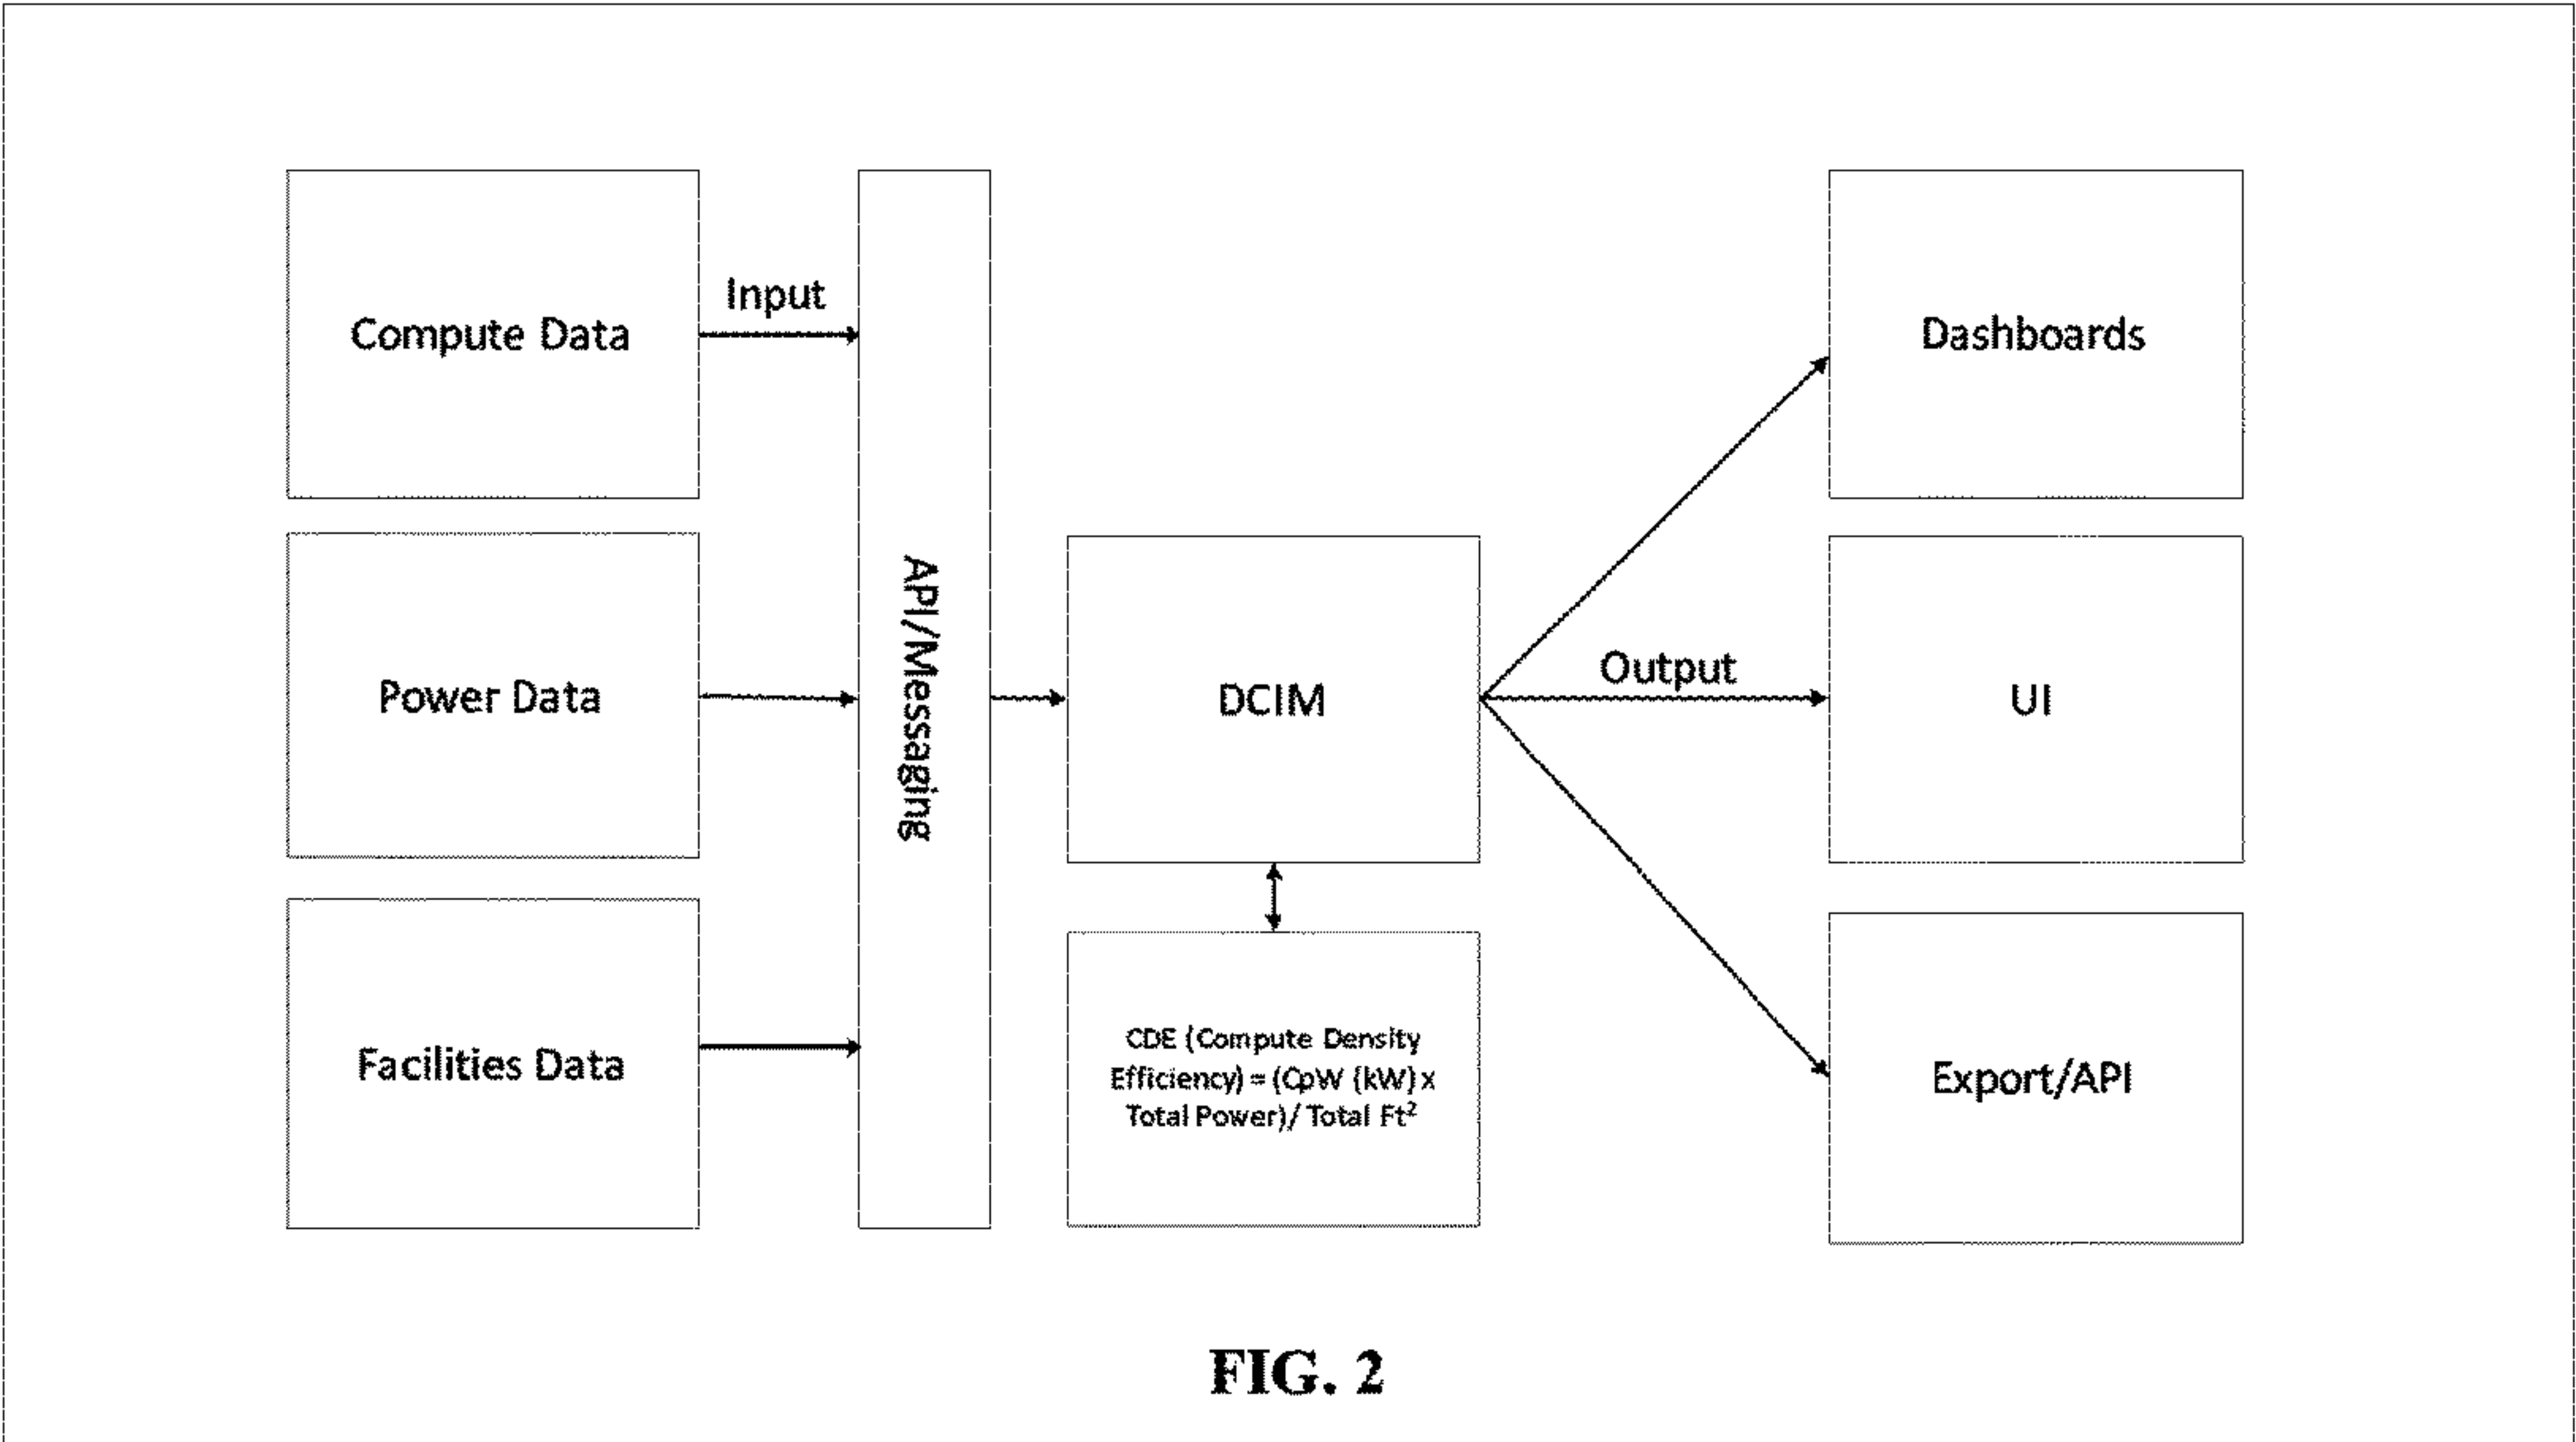 Compute Data
Input
Dashboards
Power Data
API/Messaging
DCIM
Output
UI
Facilities Data
CDE (Compute Density
Efficiency) = (CpW (kW) x
Total Power)/ Total Ft²
Export/API
FIG. 2